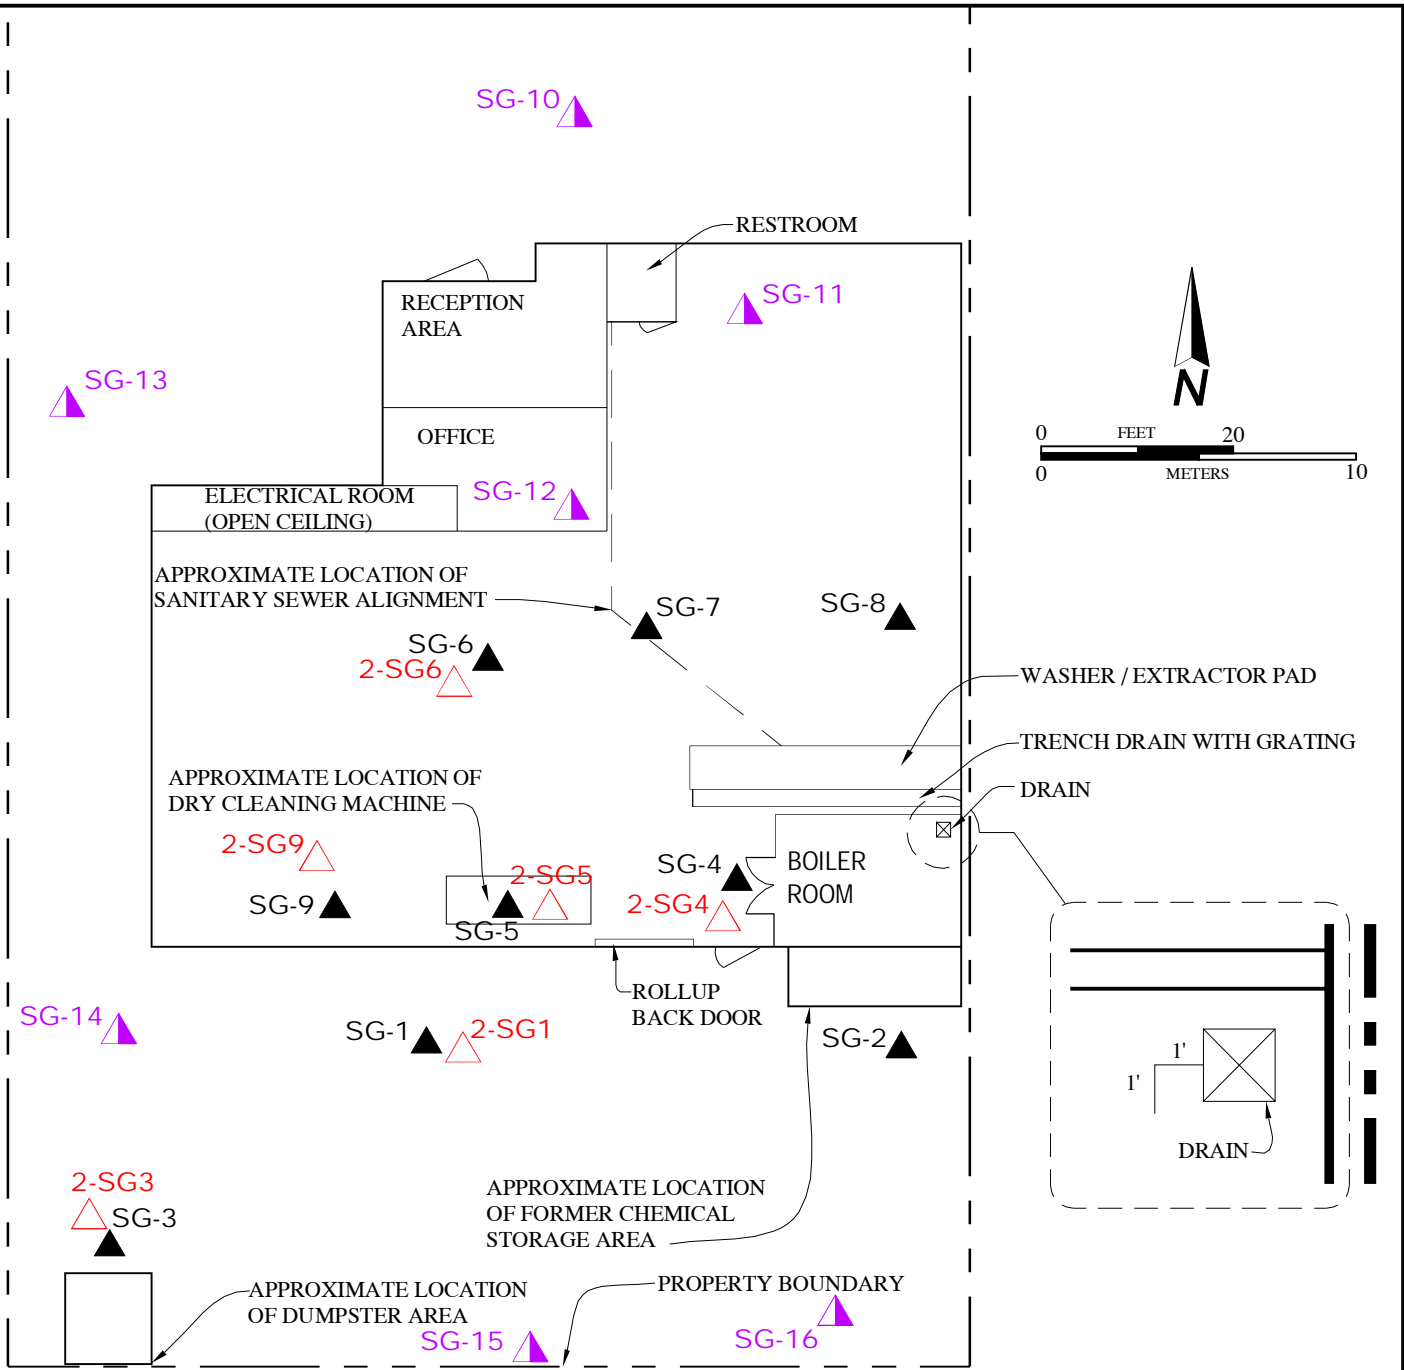 SG-10
RESTROOM
RECEPTION
AREA
SG-11
SG-13
N
0 FEET 20
0 METERS 10
OFFICE
ELECTRICAL ROOM
(OPEN CEILING)
SG-12
APPROXIMATE LOCATION OF
SANITARY SEWER ALIGNMENT
SG-7
SG-8
SG-6
2-SG6
WASHER / EXTRACTOR PAD
TRENCH DRAIN WITH GRATING
DRAIN
APPROXIMATE LOCATION OF
DRY CLEANING MACHINE
2-SG9
SG-9
2-SG5
SG-5
SG-4
2-SG4
BOILER
ROOM
ROLLUP
BACK DOOR
SG-14
SG-1
2-SG1
SG-2
1'
1'
DRAIN
2-SG3
SG-3
APPROXIMATE LOCATION
OF FORMER CHEMICAL
STORAGE AREA
APPROXIMATE LOCATION
OF DUMPSTER AREA
PROPERTY BOUNDARY
SG-15
SG-16